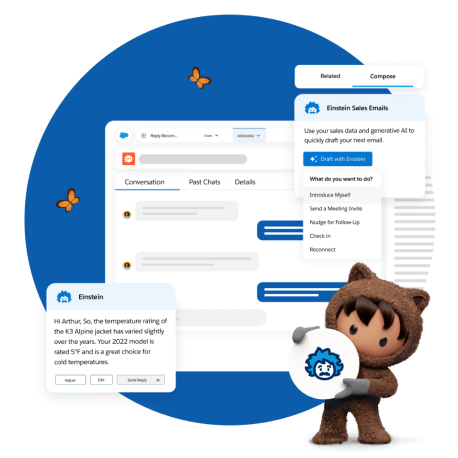 Related Compose
Einstein Sales Emails
Use your sales data and generative AI to
quickly draft your next email.
Draft with Einstein
What do you want to do?
Introduce Myself
Send a Meeting Invite
Nudge for Follow-Up
Check in
Reconnect
Reply Recom...
Conversation Past Chats Details
Einstein
Hi Arthur, So, the temperature rating of
the K3 Alpine jacket has varied slightly
over the years. Your 2022 model is
rated 5°F and is a great choice for
cold temperatures.
Adjust Edit Send Reply